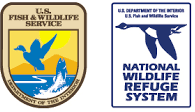 U.S.
FISH & WILDLIFE
SERVICE
DEPARTMENT OF THE INTERIOR
U.S. DEPARTMENT OF THE INTERIOR
U.S. Fish and Wildlife Service
NATIONAL
WILDLIFE
REFUGE
SYSTEM